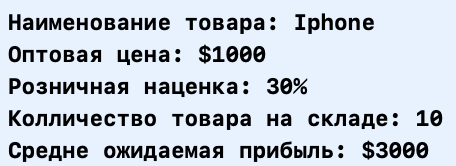 Наименование товара: Iphone
Оптовая цена: $1000
Розничная наценка: 30%
Колличество товара на складе: 10
Средне ожидаемая прибыль: $3000